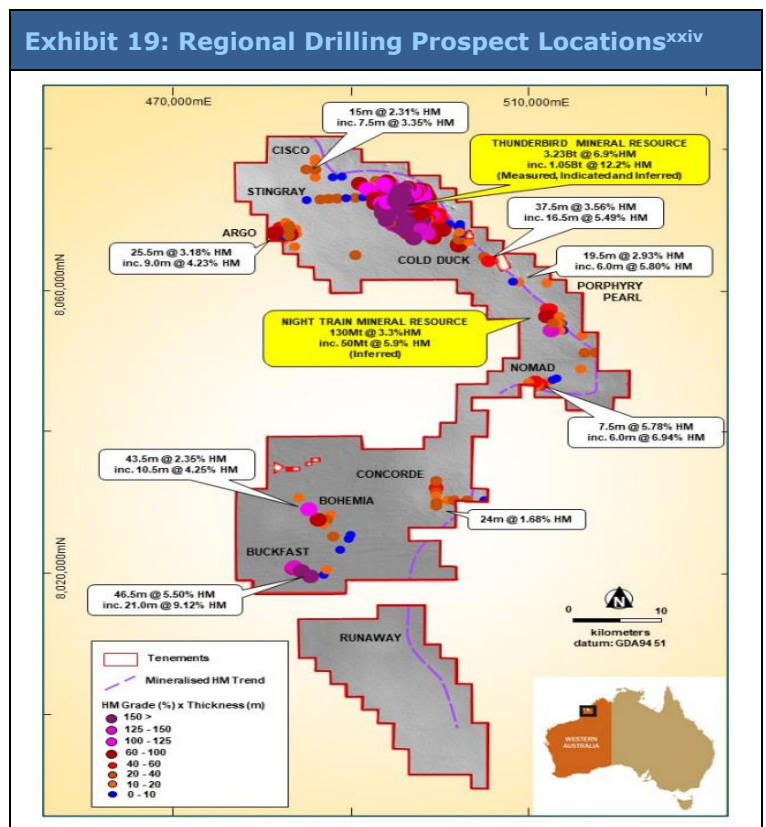 Exhibit 19: Regional Drilling Prospect Locationsxxiv
470,000mE
510,000mE
15m @ 2.31% HM
inc. 7.5m @ 3.35% HM
CISCO
THUNDERBIRD MINERAL RESOURCE
3.23Bt @ 6.9%HM
inc. 1.05Bt @ 12.2% HM
(Measured, Indicated and Inferred)
STINGRAY
37.5m @ 3.56% HM
inc. 16.5m @ 5.49% HM
ARGO
25.5m @ 3.18% HM
inc. 9.0m @ 4.23% HM
COLD DUCK
19.5m @ 2.93% HM
inc. 6.0m @ 5.80% HM
PORPHYRY
PEARL
8,060,000mN
NIGHT TRAIN MINERAL RESOURCE
130Mt @ 3.3%HM
inc. 50Mt @ 5.9% HM
(Inferred)
NOMAD
7.5m @ 5.78% HM
inc. 6.0m @ 6.94% HM
43.5m @ 2.35% HM
inc. 10.5m @ 4.25% HM
CONCORDE
BOHEMIA
24m @ 1.68% HM
BUCKFAST
8,020,000mN
46.5m @ 5.50% HM
inc. 21.0m @ 9.12% HM
N
0 10
kilometers
datum: GDA94 51
RUNAWAY
Tenements
Mineralised HM Trend
HM Grade (%) x Thickness (m)
150 >
125 - 150
100 - 125
60 - 100
40 - 60
20 - 40
10 - 20
0 - 10
WESTERN
AUSTRALIA